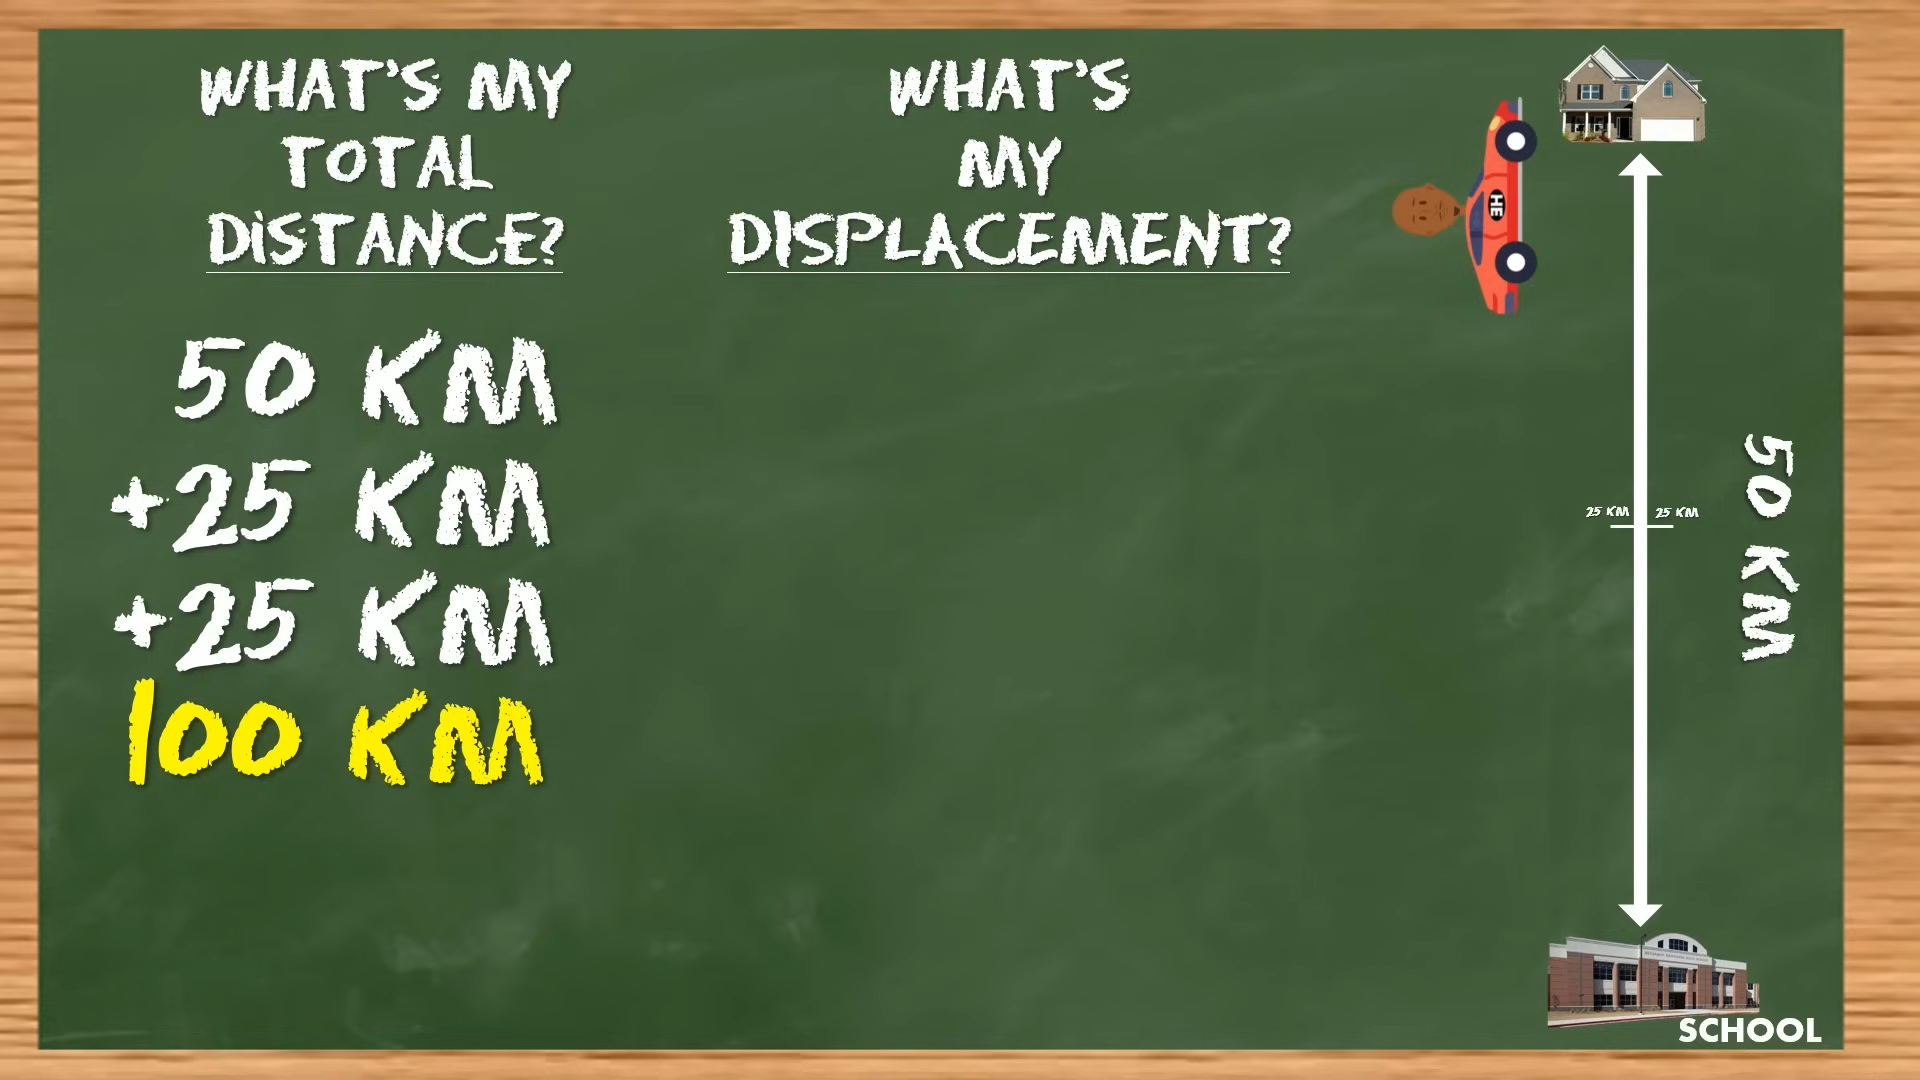 WHAT'S MY
TOTAL
DiSTANCE?
50 KM
+25 KM
+25 KM
100 KM
WHAT'S
MY
DISPLACEMENT?
HE
25 KM
25 KM
50 KM
SCHOOL